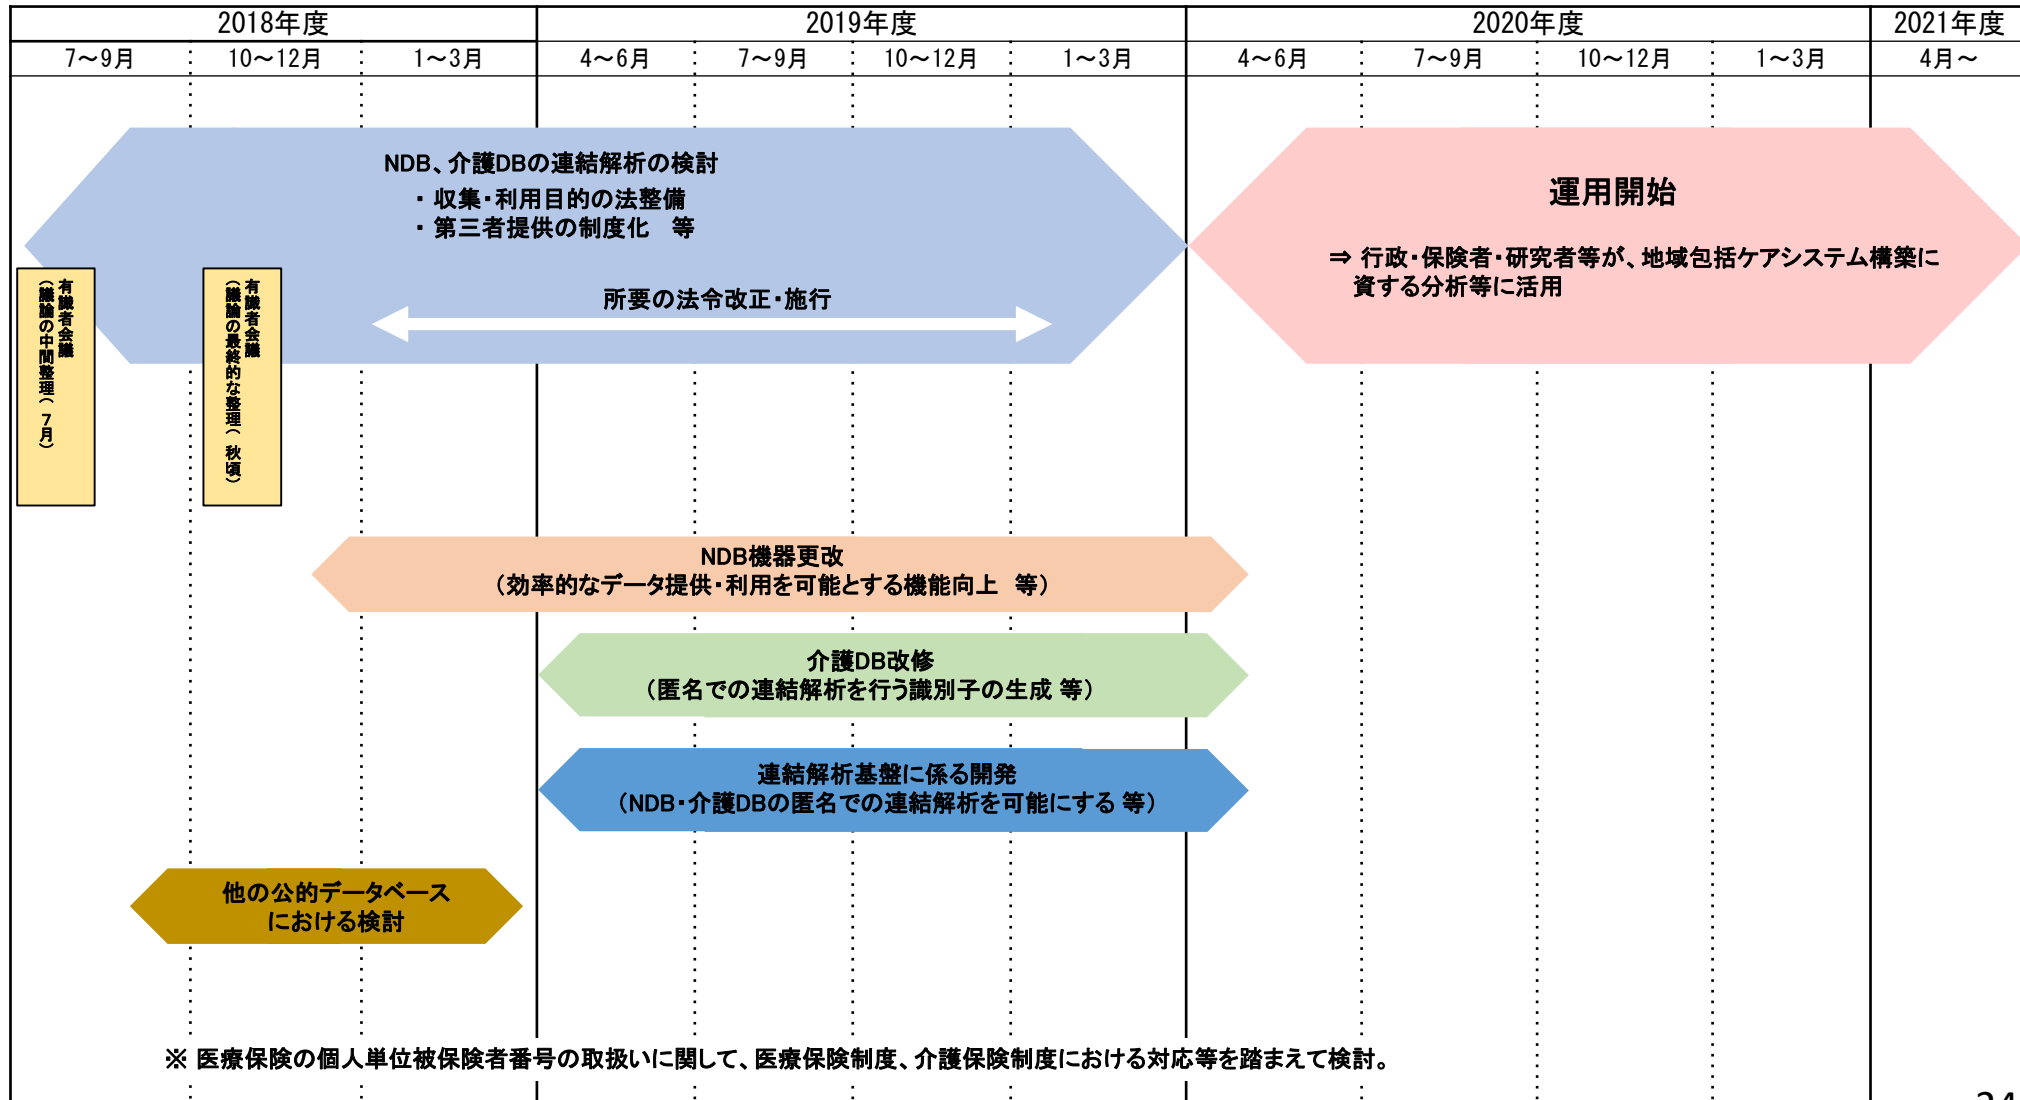 2018年度
2019年度
2020年度
2021年度
7～9月
10～12月
1～3月
4～6月
7～9月
10～12月
1～3月
4～6月
7～9月
10～12月
1～3月
4月～
NDB、介護DBの連結解析の検討
・ 収集・利用目的の法整備
・ 第三者提供の制度化　等
所要の法令改正・施行
運用開始
⇒ 行政・保険者・研究者等が、地域包括ケアシステム構築に
資する分析等に活用
有識者会議
（議論の中間整理（７月）
有識者会議
（議論の最終的な整理（秋頃）
NDB機器更改
（効率的なデータ提供・利用を可能とする機能向上　等）
介護DB改修
（匿名での連結解析を行う識別子の生成 等）
連結解析基盤に係る開発
（NDB・介護DBの匿名での連結解析を可能にする 等）
他の公的データベース
における検討
※ 医療保険の個人単位被保険者番号の取扱いに関して、医療保険制度、介護保険制度における対応等を踏まえて検討。